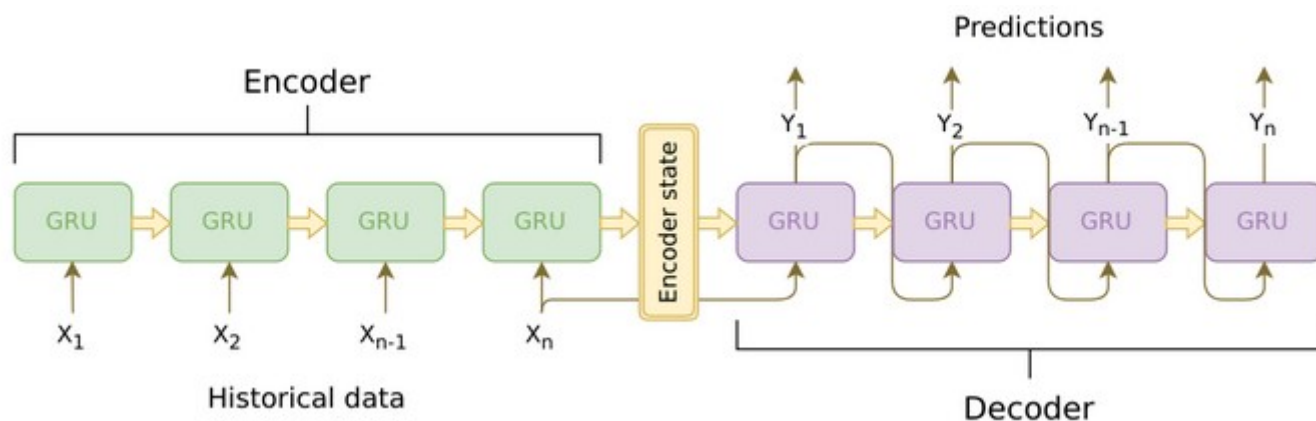 Predictions
Encoder
Y1 Y2 Yn-1 Yn
GRU GRU GRU GRU
Encoder state
GRU GRU GRU GRU
X1 X2 Xn-1 Xn
Historical data
Decoder